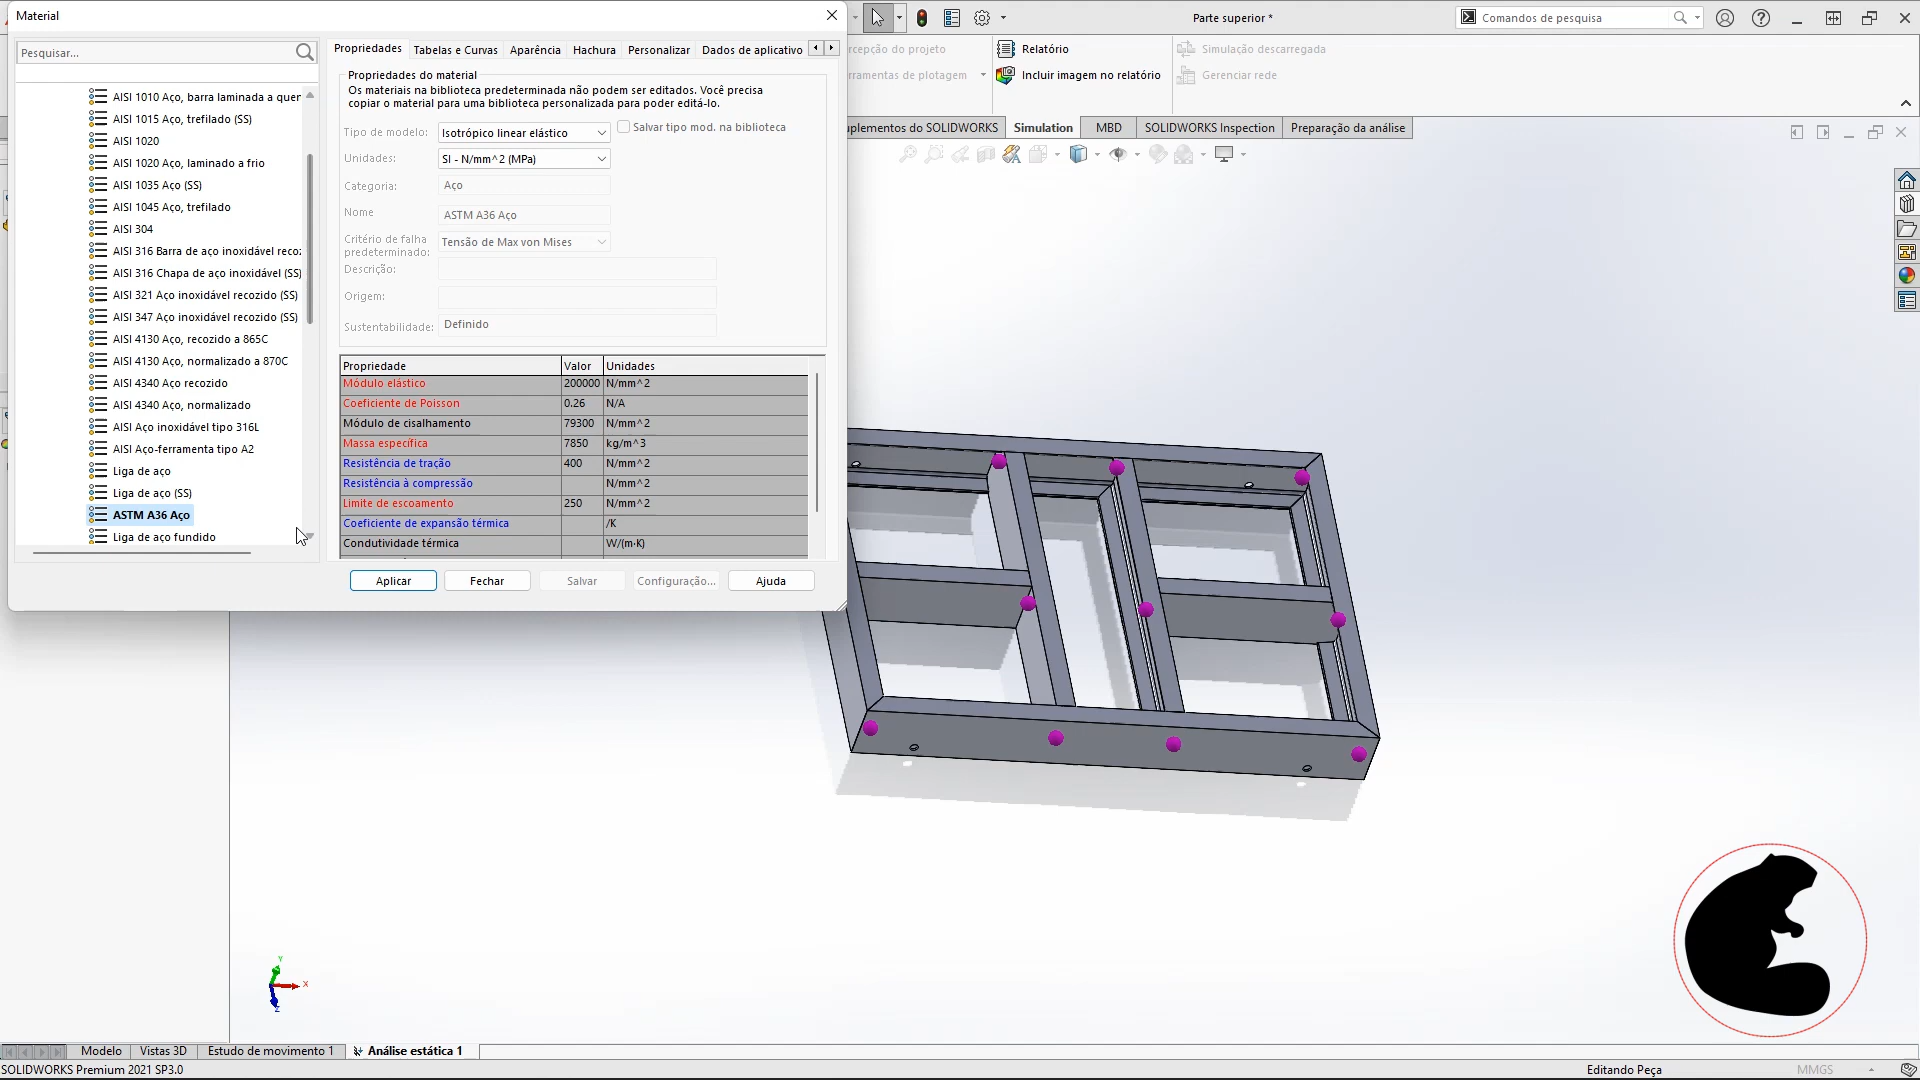 Material
Pesquisar...
AISI 1010 Aço, barra laminada a quer
AISI 1015 Aço, trefilado (SS)
AISI 1020
AISI 1020 Aço, laminado a frio
AISI 1035 Aço (SS)
AISI 1045 Aço, trefilado
AISI 304
AISI 316 Barra de aço inoxidável reco:
AISI 316 Chapa de aço inoxidável (SS)
AISI 321 Aço inoxidável recozido (SS)
AISI 347 Aço inoxidável recozido (SS)
AISI 4130 Aço, recozido a 865C
AISI 4130 Aço, normalizado a 870C
AISI 4340 Aço recozido
AISI 4340 Aço, normalizado
AISI Aço inoxidável tipo 316L
AISI Aço-ferramenta tipo A2
Liga de aço
Liga de aço (SS)
ASTM A36 Aço
Liga de aço fundido
Propriedades Tabelas e Curvas Aparência Hachura Personalizar Dados de aplicativo
Propriedades do material
Os materiais na biblioteca predeterminada não podem ser editados. Você precisa
copiar o material para uma biblioteca personalizada para poder editá-lo.
Tipo de modelo: Isotrópico linear elástico Salvar tipo mod. na biblioteca
Unidades: SI - N/mm^2 (MPa)
Categoria: Aço
Nome ASTM A36 Aço
Critério de falha
predeterminado: Tensão de Max von Mises
Descrição:
Origem:
Sustentabilidade: Definido
Propriedade Valor Unidades
Módulo elástico 200000 N/mm^2
Coeficiente de Poisson 0.26 N/A
Módulo de cisalhamento 79300 N/mm^2
Massa específica 7850 kg/m^3
Resistência de tração 400 N/mm^2
Resistência à compressão N/mm^2
Limite de escoamento 250 N/mm^2
Coeficiente de expansão térmica /K
Condutividade térmica W/(m·K)
Aplicar Fechar Salvar Configuração... Ajuda
Parte superior *
Comandos de pesquisa
rcepção do projeto
rramentas de plotagem
Relatório
Incluir imagem no relatório
Simulação descarregada
Gerenciar rede
uplementos do SOLIDWORKS Simulation MBD SOLIDWORKS Inspection Preparação da análise
Y
X
Z
Modelo Vistas 3D Estudo de movimento 1 Análise estática 1
SOLIDWORKS Premium 2021 SP3.0
Editando Peça
MMGS